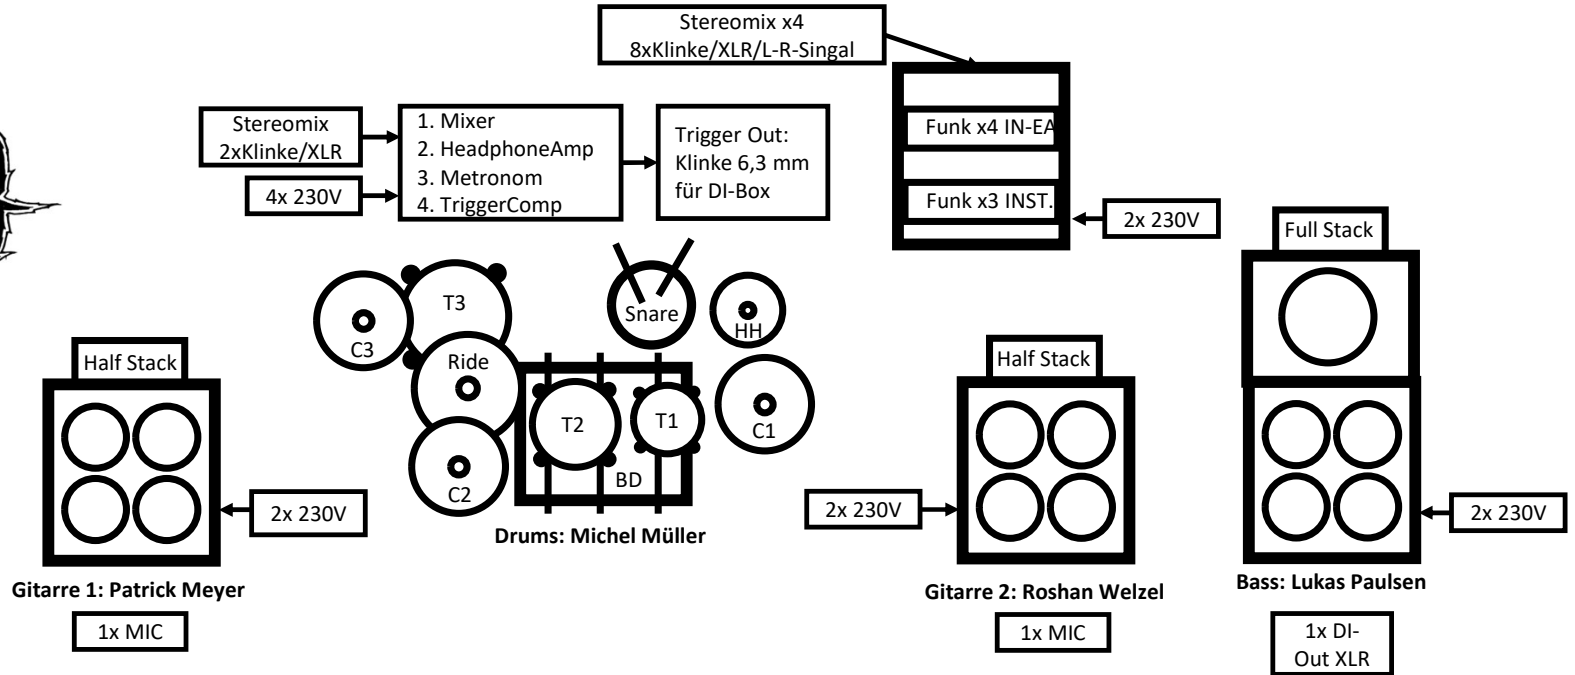 Stereomix x4
8xKlinke/XLR/L-R-Singal
Stereomix
2xKlinke/XLR
4x 230V
1. Mixer
2. HeadphoneAmp
3. Metronom
4. TriggerComp
Trigger Out:
Klinke 6,3 mm
für DI-Box
Funk x4 IN-EA
Funk x3 INST.
2x 230V
Full Stack
T3
Snare
HH
C3
Ride
Half Stack
T2
T1
C1
BD
C2
Half Stack
2x 230V
Drums: Michel Müller
2x 230V
2x 230V
Gitarre 1: Patrick Meyer
1x MIC
Gitarre 2: Roshan Welzel
1x MIC
Bass: Lukas Paulsen
1x DI-
Out XLR